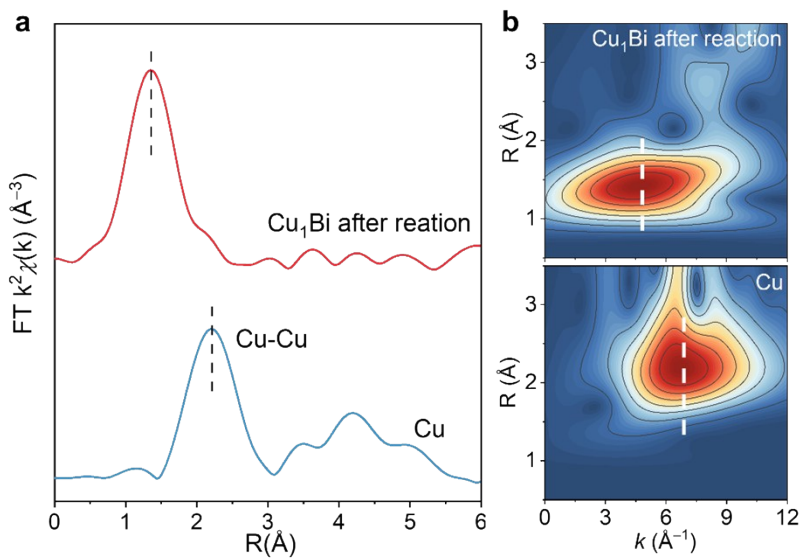 a
FT k²χ(k) (Å⁻³)
Cu₁Bi after reation
Cu-Cu
Cu
0 1 2 3 4 5 6
R(Å)
b
Cu₁Bi after reaction
R (Å)
3
2
1
Cu
R (Å)
3
2
1
0 3 6 9 12
k (Å⁻¹)